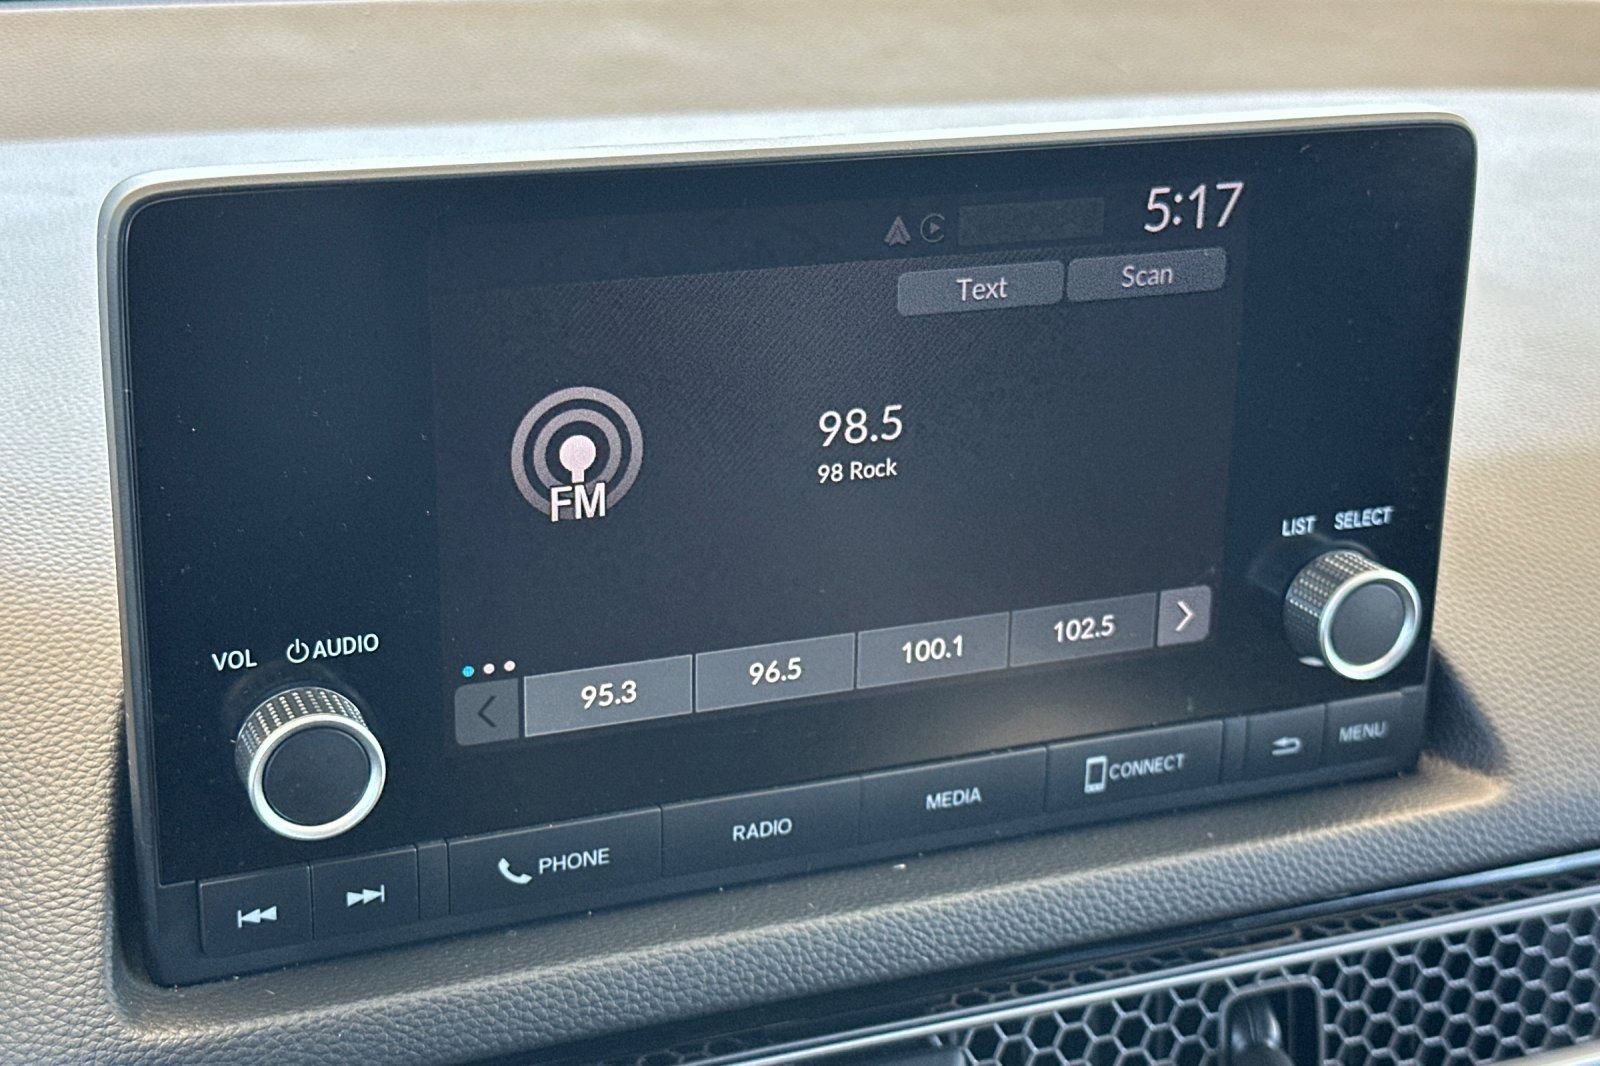 5:17
Text Scan
98.5
98 Rock
FM
LIST SELECT
VOL AUDIO
95.3 96.5 100.1 102.5
PHONE RADIO MEDIA CONNECT MENU